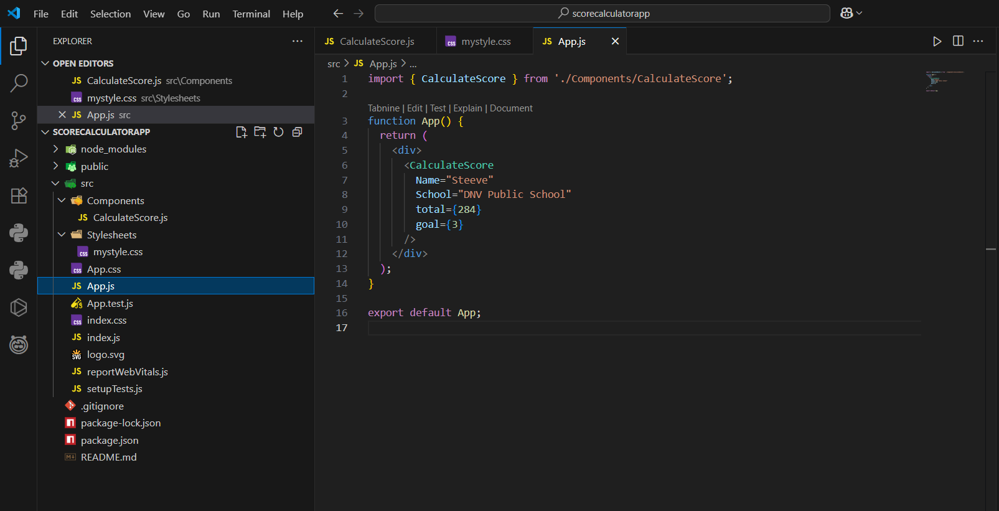 File Edit Selection View Go Run Terminal Help
scorecalculatorapp
EXPLORER
OPEN EDITORS
JS CalculateScore.js src\Components
css mystyle.css src\Stylesheets
JS App.js src
SCORECALCULATORAPP
node_modules
public
src
Components
JS CalculateScore.js
Stylesheets
css mystyle.css
css App.css
JS App.js
App.test.js
css index.css
JS index.js
SVG logo.svg
JS reportWebVitals.js
JS setupTests.js
.gitignore
package-lock.json
package.json
README.md
JS CalculateScore.js
css mystyle.css
JS App.js
src > JS App.js > ...
1 import { CalculateScore } from './Components/CalculateScore';
2
Tabnine | Edit | Test | Explain | Document
3 function App() {
4 return (
5 <div>
6 <CalculateScore
7 Name="Steeve"
8 School="DNV Public School"
9 total={284}
10 goal={3}
11 />
12 </div>
13 );
14 }
15
16 export default App;
17